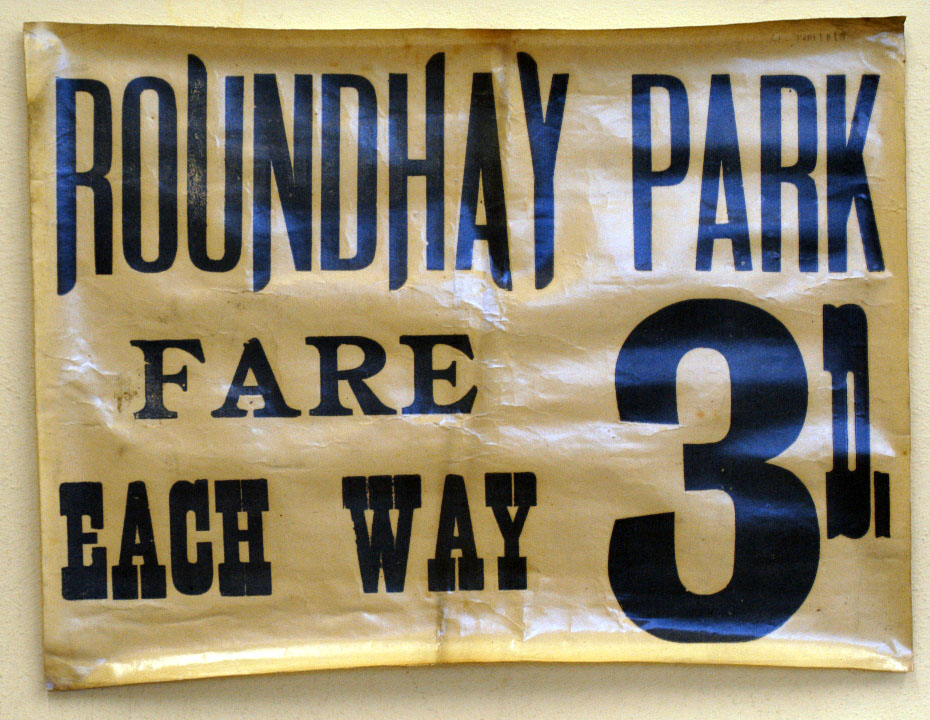 ROUNDHAY PARK
FARE
EACH WAY
3D.